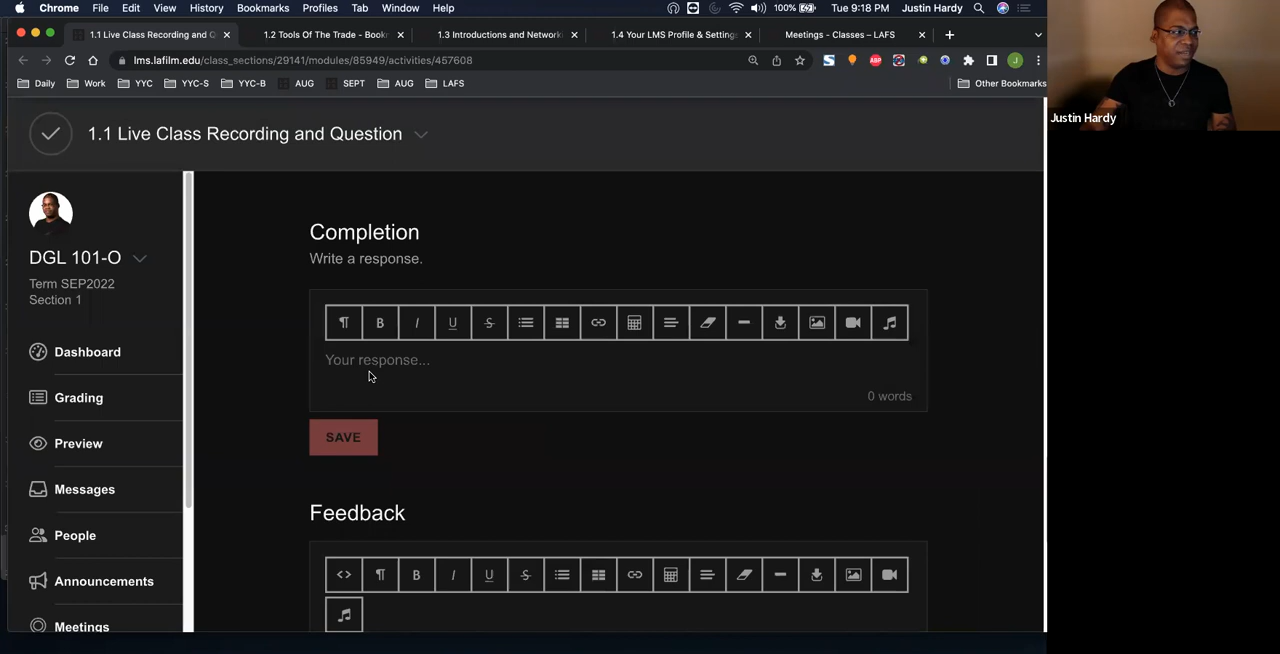 Chrome File Edit View History Bookmarks Profiles Tab Window Help 100% Tue 9:18 PM Justin Hardy
1.1 Live Class Recording and Q 1.2 Tools Of The Trade - Bookr 1.3 Introductions and Network 1.4 Your LMS Profile & Setting Meetings - Classes – LAFS
lms.lafilm.edu/class_sections/29141/modules/85949/activities/457608
Daily Work YYC YYC-S YYC-B AUG SEPT AUG LAFS Other Bookmarks
Justin Hardy
1.1 Live Class Recording and Question
DGL 101-O
Term SEP2022
Section 1
Dashboard
Grading
Preview
Messages
People
Announcements
Meetings
Completion
Write a response.
Your response...
0 words
SAVE
Feedback